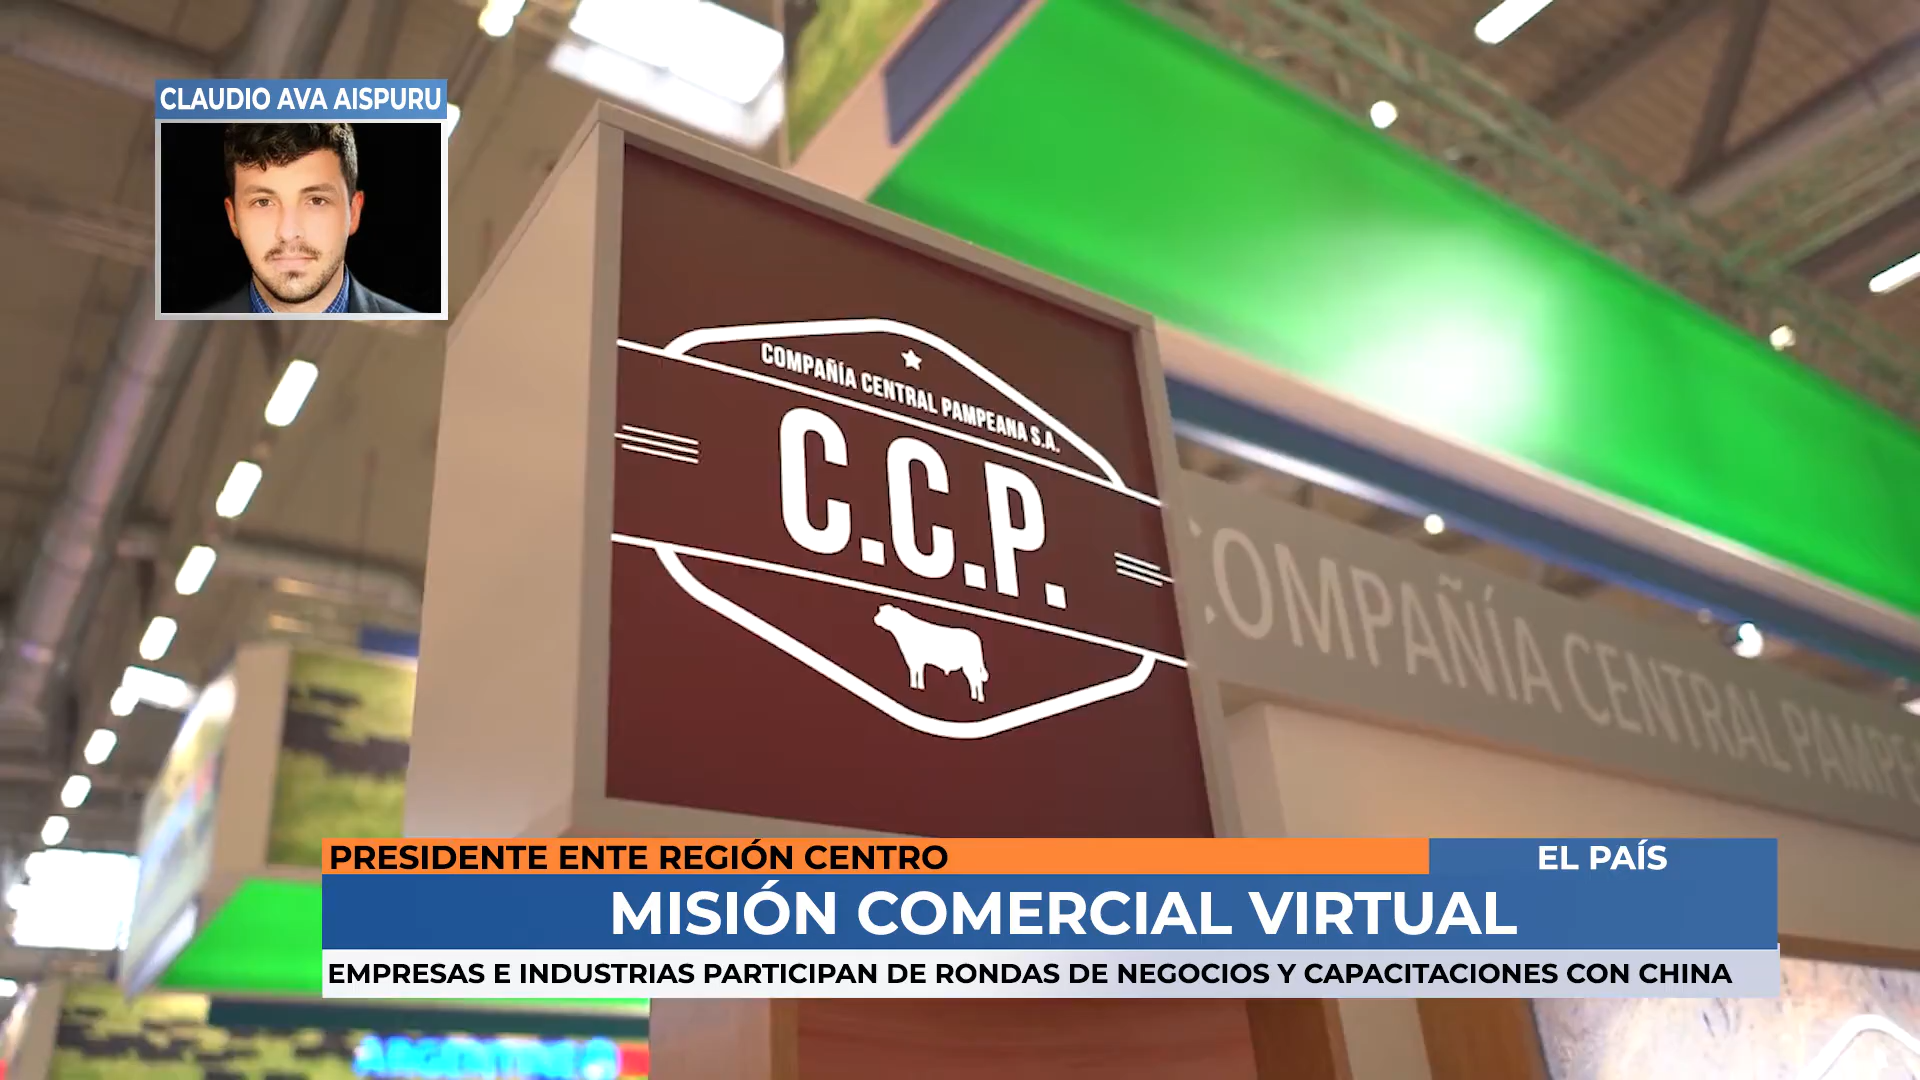 CLAUDIO AVA AISPURU
COMPAÑÍA CENTRAL PAMPEANA S.A.
C.C.P.
COMPAÑÍA CENTRAL PAMPE
ARGENTINA
PRESIDENTE ENTE REGIÓN CENTRO
EL PAÍS
MISIÓN COMERCIAL VIRTUAL
EMPRESAS E INDUSTRIAS PARTICIPAN DE RONDAS DE NEGOCIOS Y CAPACITACIONES CON CHINA